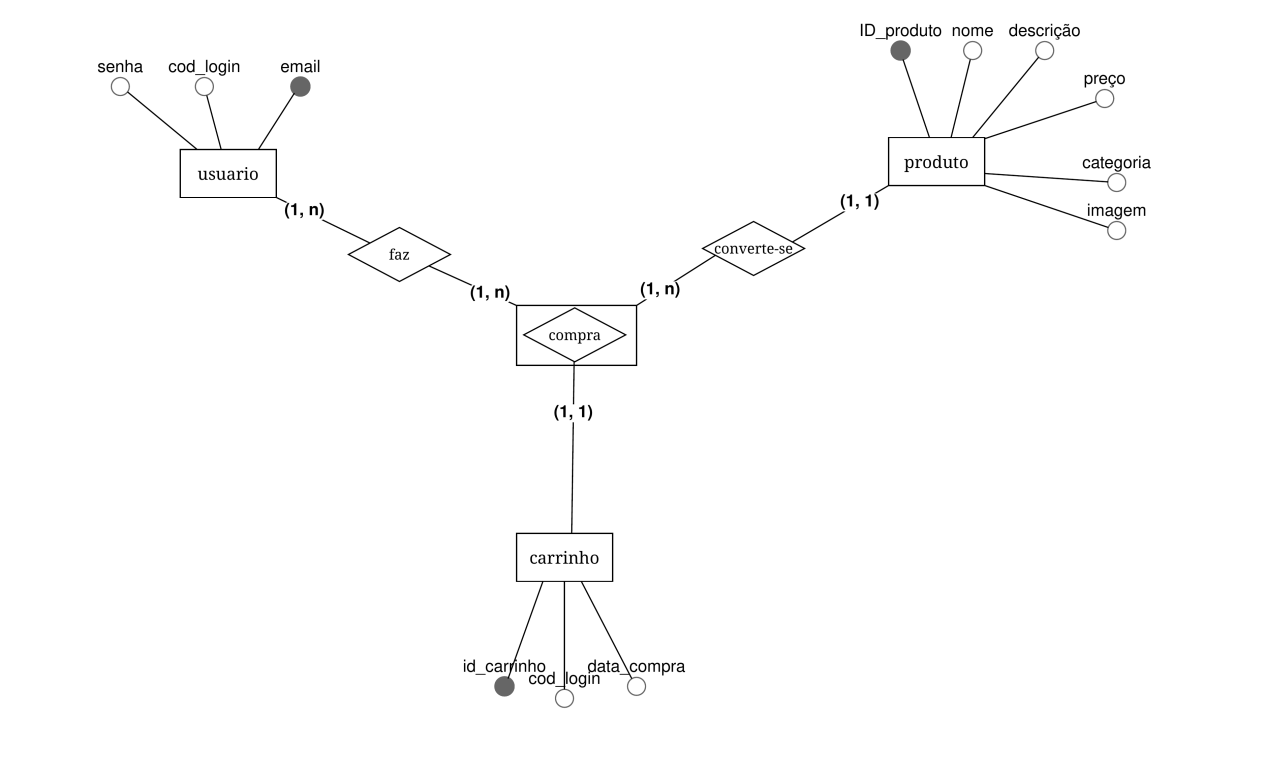 ID_produto nome descrição
senha cod_login email
preço
categoria
produto
usuario
(1, n)
(1, 1)
imagem
faz
converte-se
(1, n)
(1, n)
compra
(1, 1)
carrinho
id_carrinho
cod_login
data_compra